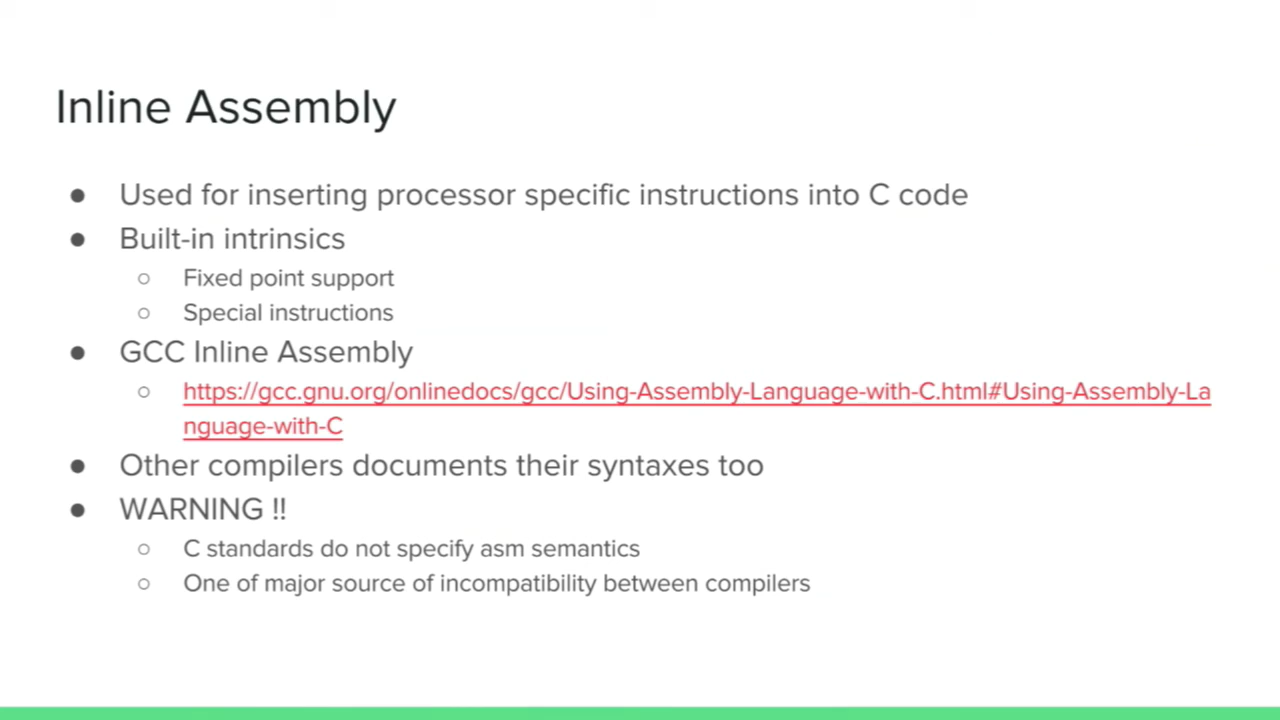 Inline Assembly
● Used for inserting processor specific instructions into C code
● Built-in intrinsics
○ Fixed point support
○ Special instructions
● GCC Inline Assembly
○ https://gcc.gnu.org/onlinedocs/gcc/Using-Assembly-Language-with-C.html#Using-Assembly-La
nguage-with-C
● Other compilers documents their syntaxes too
● WARNING !!
○ C standards do not specify asm semantics
○ One of major source of incompatibility between compilers